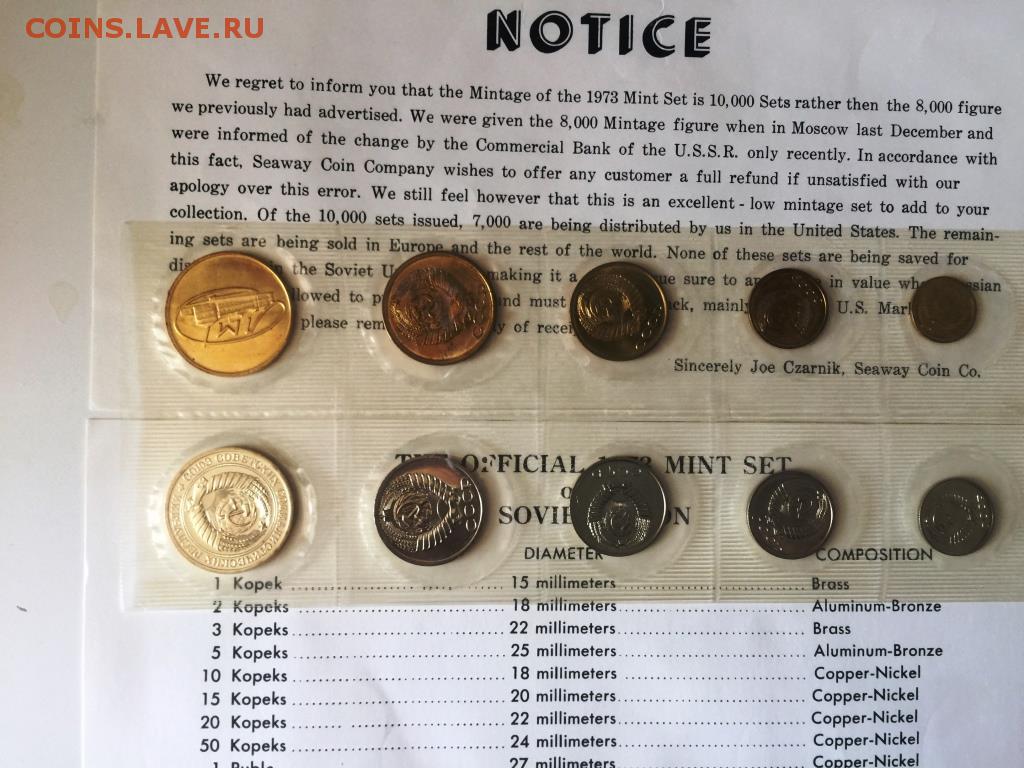 COINS.LAVE.RU
NOTICE
We regret to inform you that the Mintage of the 1973 Mint Set is 10,000 Sets rather then the 8,000 figure
we previously had advertised. We were given the 8,000 Mintage figure when in Moscow last December and
were informed of the change by the Commercial Bank of the U.S.S.R. only recently. In accordance with
this fact, Seaway Coin Company wishes to offer any customer a full refund if unsatisfied with our
apology over this error. We still feel however that this is an excellent - low mintage set to add to your
collection. Of the 10,000 sets issued, 7,000 are being distributed by us in the United States. The remain-
ing sets are being sold in Europe and the rest of the world. None of these sets are being saved for
in the Soviet making it a sure to in value
to and must mainly U.S.
please of
Sincerely Joe Czarnik, Seaway Coin Co.
OFFICIAL MINT SET
SOVIE
DIAMETER COMPOSITION
1 Kopek 15 millimeters Brass
2 Kopeks 18 millimeters Aluminum-Bronze
3 Kopeks 22 millimeters Brass
5 Kopeks 25 millimeters Aluminum-Bronze
10 Kopeks 18 millimeters Copper-Nickel
15 Kopeks 20 millimeters Copper-Nickel
20 Kopeks 22 millimeters Copper-Nickel
50 Kopeks 24 millimeters Copper-Nickel
1 Ruble 27 millimeters Copper-Nickel